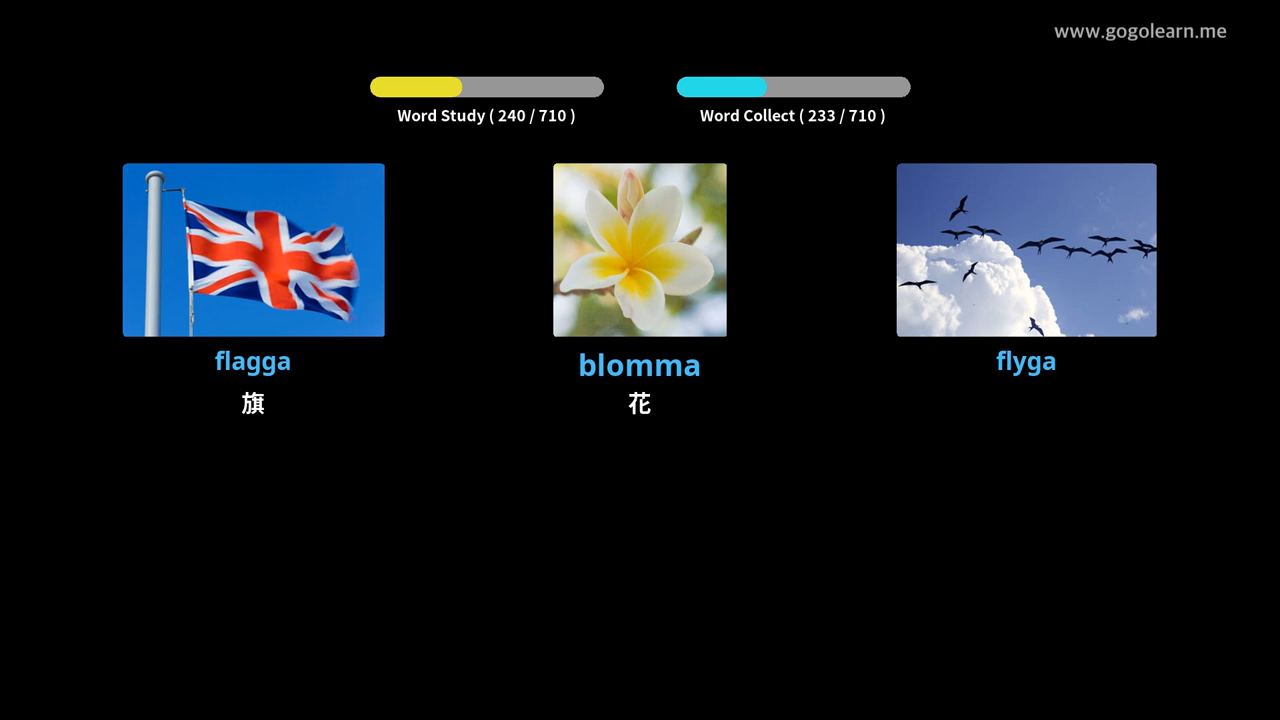 www.gogolearn.me
Word Study ( 240 / 710 )
Word Collect ( 233 / 710 )
flagga
blomma
flyga
旗
花